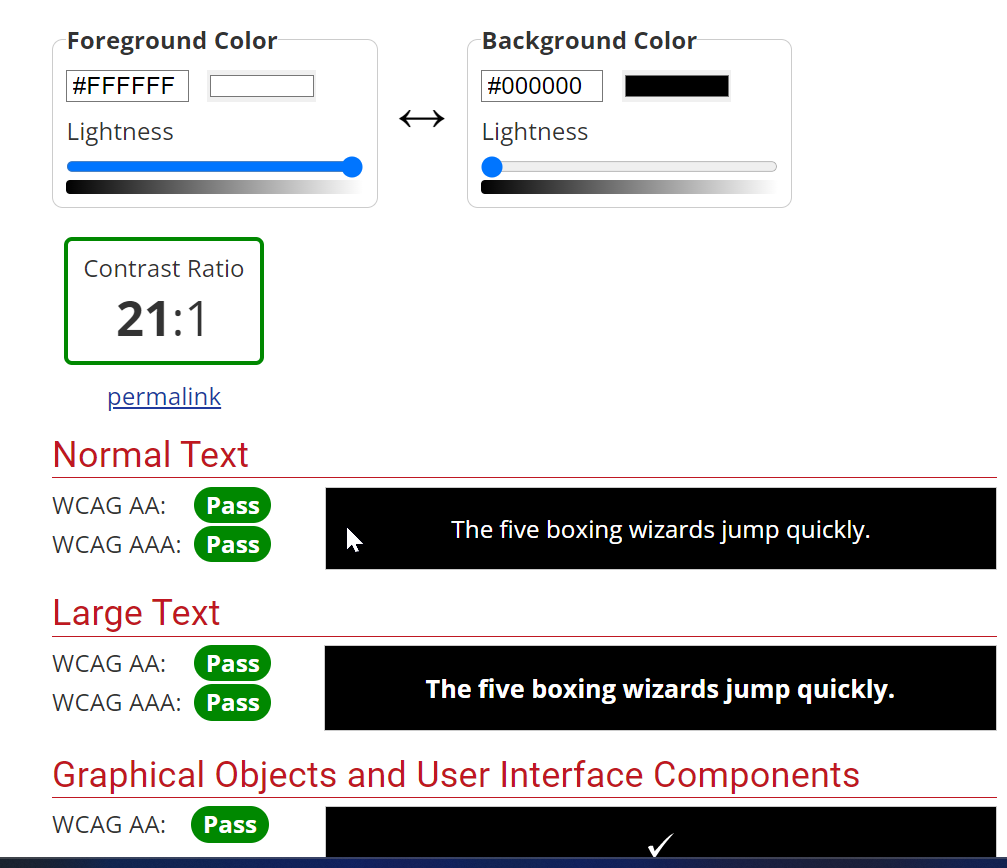 Foreground Color
Background Color
#FFFFFF
#000000
Lightness
Lightness
Contrast Ratio
21:1
permalink
Normal Text
WCAG AA: Pass
WCAG AAA: Pass
The five boxing wizards jump quickly.
Large Text
WCAG AA: Pass
WCAG AAA: Pass
The five boxing wizards jump quickly.
Graphical Objects and User Interface Components
WCAG AA: Pass